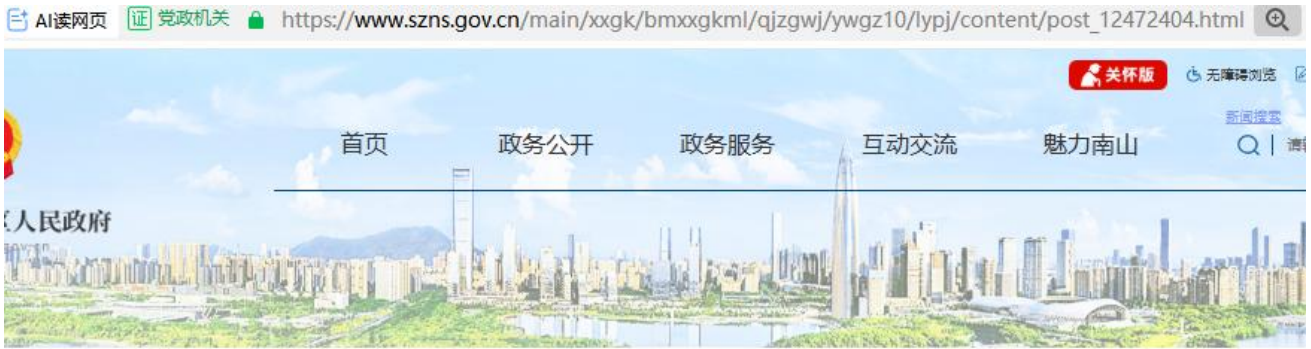 AI读网页 证 党政机关 https://www.szns.gov.cn/main/xxgk/bmxxgkml/qjzgwj/ywgz10/lypj/content/post_12472404.html
关怀版 无障碍浏览
新闻搜索
首页 政务公开 政务服务 互动交流 魅力南山
人民政府